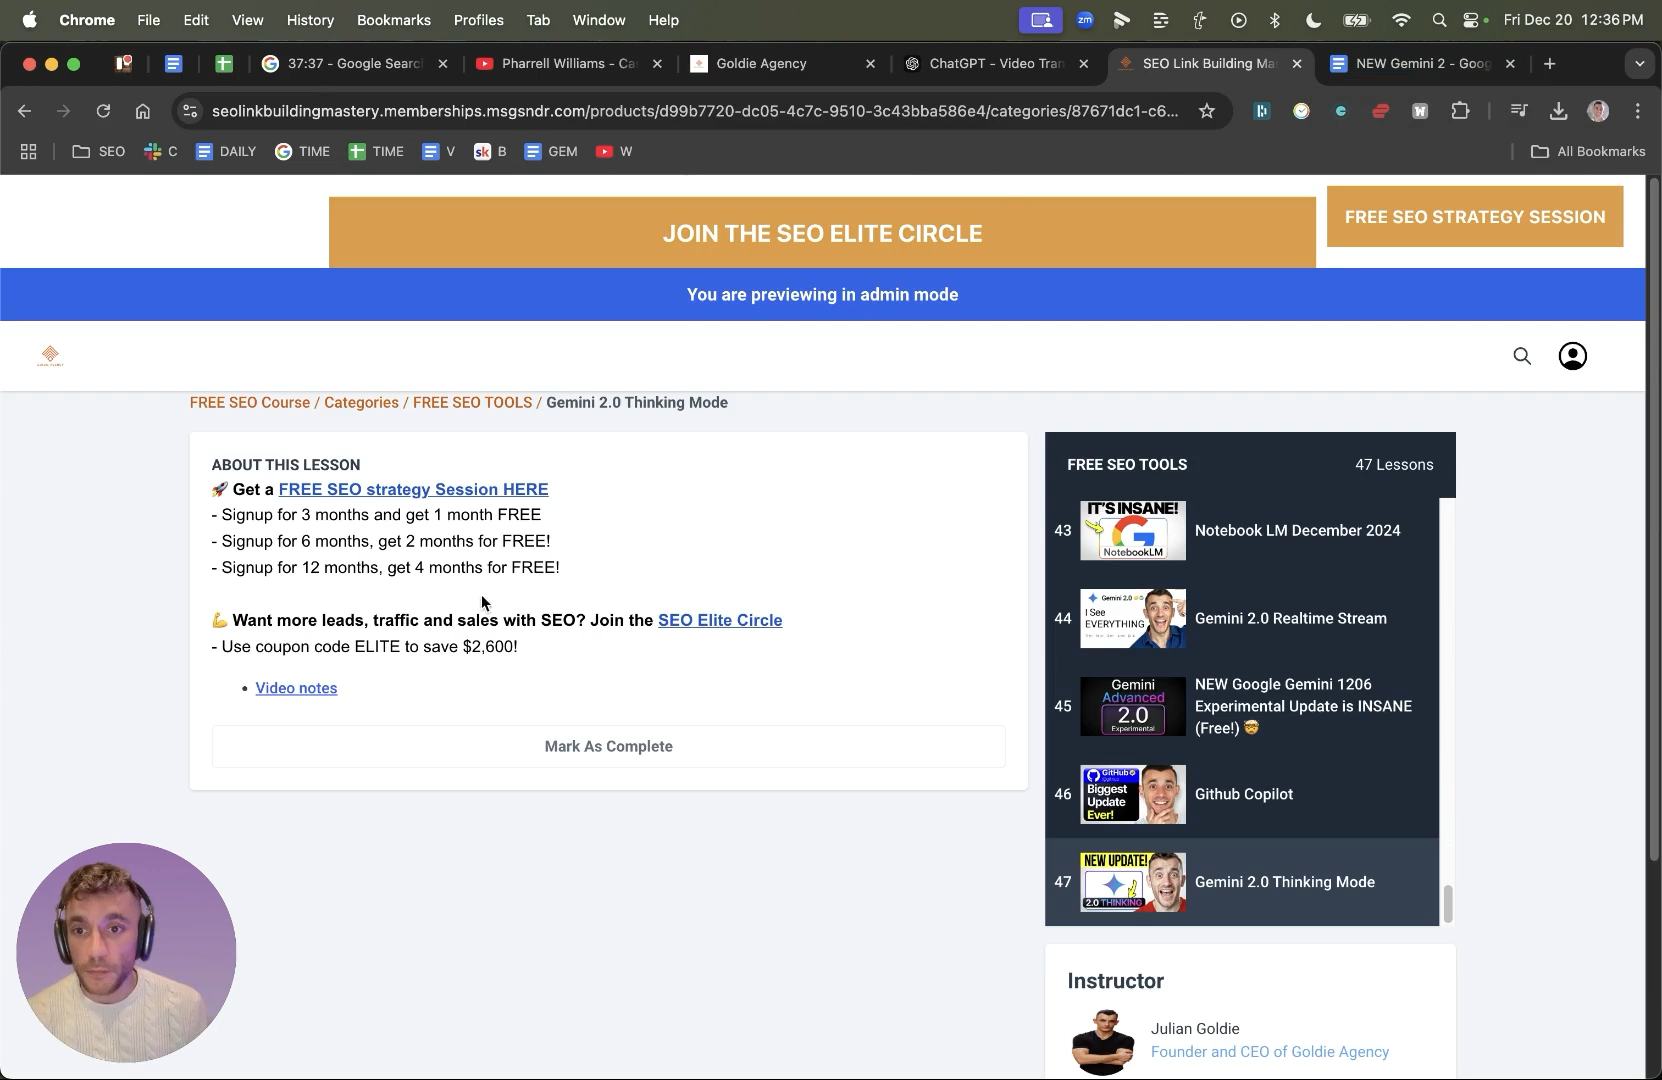 Chrome File Edit View History Bookmarks Profiles Tab Window Help
zm
Fri Dec 20 12:36 PM
37:37 - Google Searc
Pharrell Williams - Ca
Goldie Agency
ChatGPT - Video Tran
SEO Link Building Ma
NEW Gemini 2 - Goog
seolinkbuildingmastery.memberships.msgsndr.com/products/d99b7720-dc05-4c7c-9510-3c43bba586e4/categories/87671dc1-c6...
SEO
C
DAILY
TIME
TIME
V
sk B
GEM
W
All Bookmarks
JOIN THE SEO ELITE CIRCLE
FREE SEO STRATEGY SESSION
You are previewing in admin mode
FREE SEO Course / Categories / FREE SEO TOOLS / Gemini 2.0 Thinking Mode
ABOUT THIS LESSON
🚀 Get a FREE SEO strategy Session HERE
- Signup for 3 months and get 1 month FREE
- Signup for 6 months, get 2 months for FREE!
- Signup for 12 months, get 4 months for FREE!
💪 Want more leads, traffic and sales with SEO? Join the SEO Elite Circle
- Use coupon code ELITE to save $2,600!
• Video notes
Mark As Complete
FREE SEO TOOLS
47 Lessons
43
IT'S INSANE!
NotebookLM
Notebook LM December 2024
44
Gemini 2.0
I See
EVERYTHING
Gemini 2.0 Realtime Stream
45
Gemini
Advanced
2.0
Experimental
NEW Google Gemini 1206
Experimental Update is INSANE
(Free!) 🤯
46
GitHub
Biggest
Update
Ever!
Github Copilot
47
NEW UPDATE!
2.0 THINKING
Gemini 2.0 Thinking Mode
Instructor
Julian Goldie
Founder and CEO of Goldie Agency